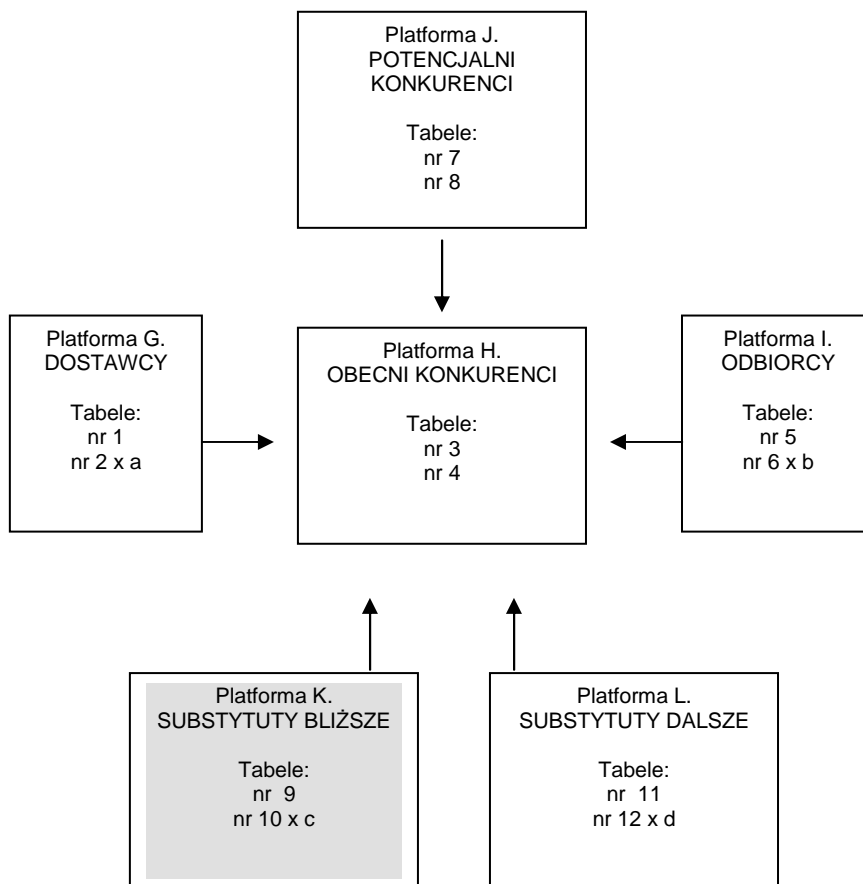 Platforma J.
POTENCJALNI
KONKURENCI
Tabele:
nr 7
nr 8
Platforma G.
DOSTAWCY
Tabele:
nr 1
nr 2 x a
Platforma H.
OBECNI KONKURENCI
Tabele:
nr 3
nr 4
Platforma I.
ODBIORCY
Tabele:
nr 5
nr 6 x b
Platforma K.
SUBSTYTUTY BLIŻSZE
Tabele:
nr 9
nr 10 x c
Platforma L.
SUBSTYTUTY DALSZE
Tabele:
nr 11
nr 12 x d